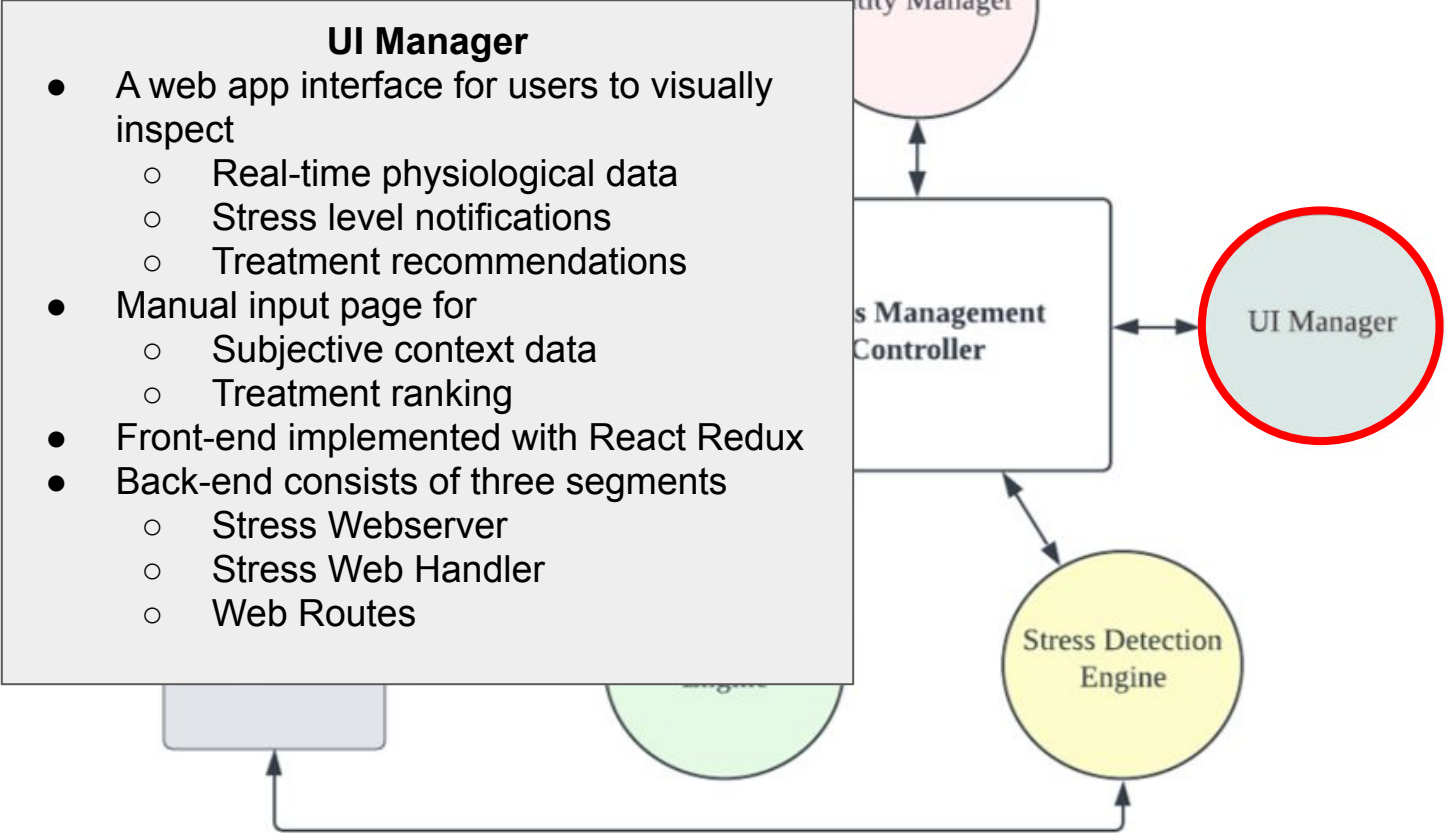 UI Manager
● A web app interface for users to visually
inspect
○ Real-time physiological data
○ Stress level notifications
○ Treatment recommendations
● Manual input page for
○ Subjective context data
○ Treatment ranking
● Front-end implemented with React Redux
● Back-end consists of three segments
○ Stress Webserver
○ Stress Web Handler
○ Web Routes
Manager
s Management
Controller
UI Manager
Stress Detection
Engine
Engine